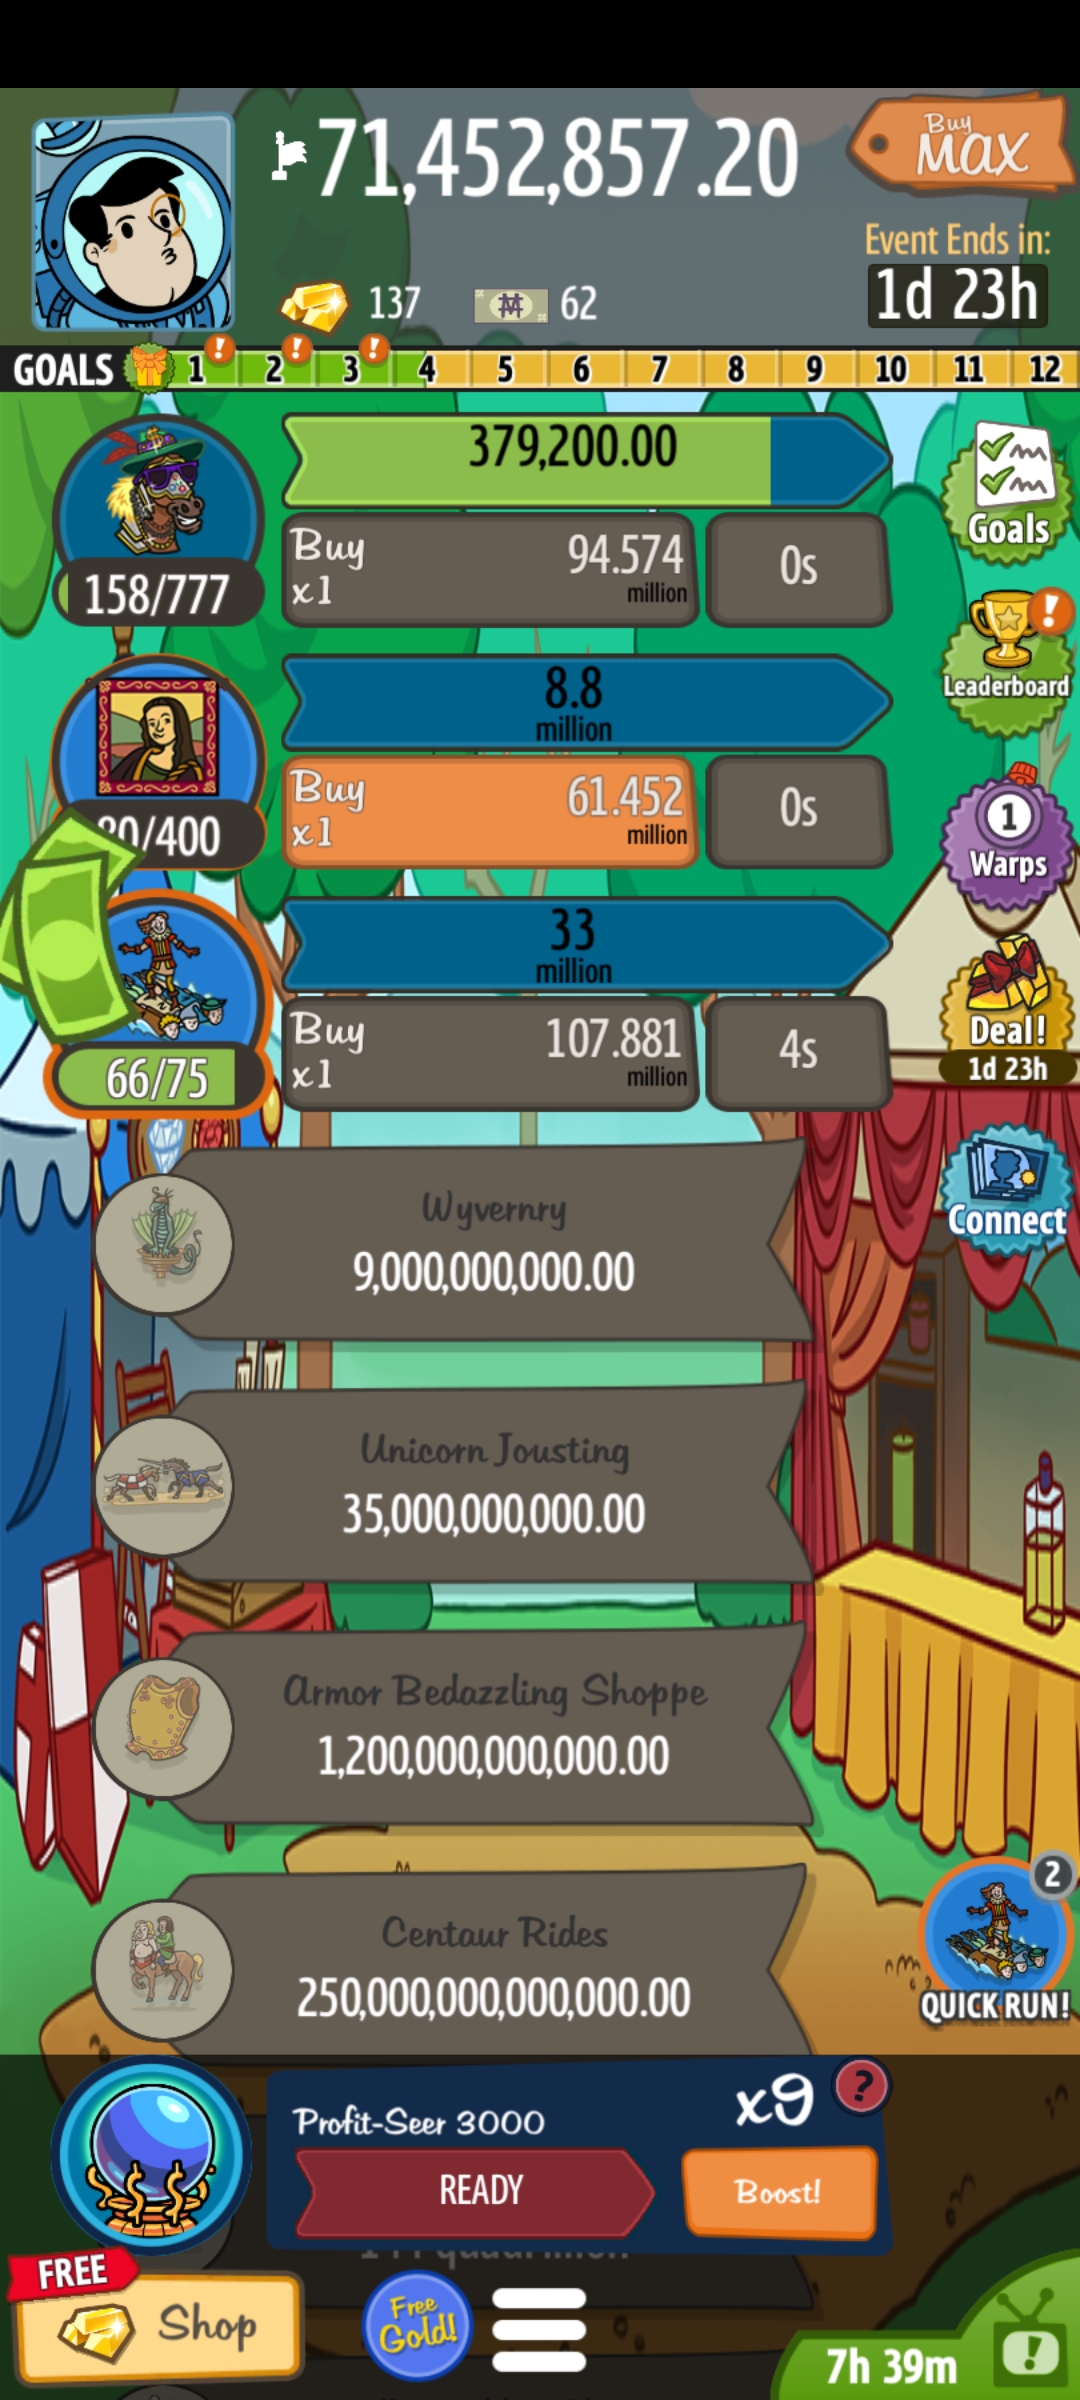 71,452,857.20
Buy
MAX
137
62
Event Ends in:
1d 23h
GOALS 1 2 3 4 5 6 7 8 9 10 11 12
379,200.00
158/777
Buy
x1
94.574
million
0s
Goals
8.8
million
Leaderboard
/400
Buy
x1
61.452
million
0s
1
Warps
33
million
66/75
Buy
x1
107.881
million
4s
Deal!
1d 23h
Wyvernry
9,000,000,000.00
Connect
Unicorn Jousting
35,000,000,000.00
Armor Bedazzling Shoppe
1,200,000,000,000.00
Centaur Rides
250,000,000,000,000.00
2
QUICK RUN!
Profit-Seer 3000
x9
?
READY
Boost!
FREE
Shop
Free
Gold!
7h 39m